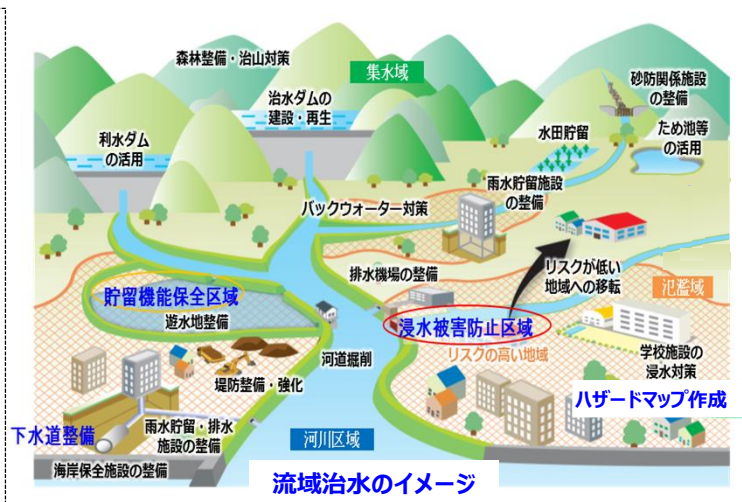 森林整備・治山対策
集水域
砂防関係施設
の整備
治水ダムの
建設・再生
利水ダム
の活用
水田貯留
ため池等
の活用
雨水貯留施設
の整備
バックウォーター対策
排水機場の整備
リスクが低い
地域への移転
氾濫域
貯留機能保全区域
遊水地整備
浸水被害防止区域
リスクの高い地域
学校施設の
浸水対策
河道掘削
堤防整備・強化
ハザードマップ作成
下水道整備
雨水貯留・排水
施設の整備
河川区域
海岸保全施設の整備
流域治水のイメージ